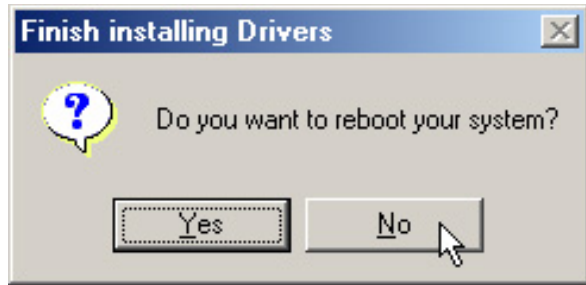 Finish installing Drivers
?
Do you want to reboot your system?
Yes
No